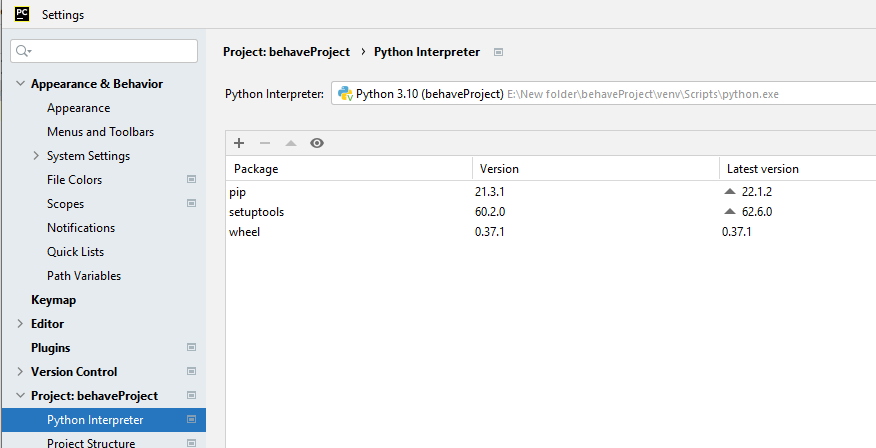 PC Settings
Project: behaveProject › Python Interpreter
Appearance & Behavior
Appearance
Menus and Toolbars
System Settings
File Colors
Scopes
Notifications
Quick Lists
Path Variables
Keymap
Editor
Plugins
Version Control
Project: behaveProject
Python Interpreter
Project Structure
Python Interpreter: Python 3.10 (behaveProject) E:\New folder\behaveProject\venv\Scripts\python.exe
Package Version Latest version
pip 21.3.1 22.1.2
setuptools 60.2.0 62.6.0
wheel 0.37.1 0.37.1